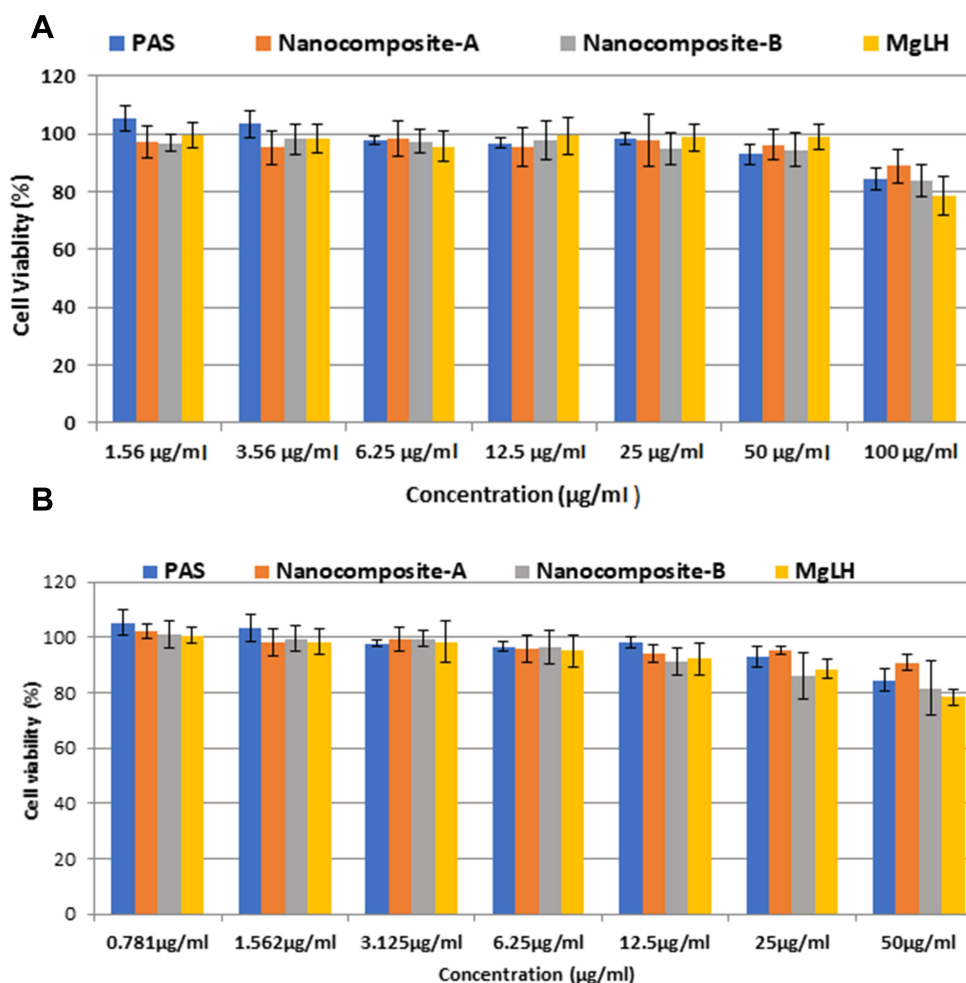 A
PAS Nanocomposite-A Nanocomposite-B MgLH
120
100
80
60
40
20
0
Cell Viablity (%)
1.56 µg/ml 3.56 µg/ml 6.25 µg/ml 12.5 µg/ml 25 µg/ml 50 µg/ml 100 µg/ml
Concentration (µg/ml )
B
PAS Nanocomposite-A Nanocomposite-B MgLH
120
100
80
60
40
20
0
Cell viability (%)
0.781µg/ml 1.562µg/ml 3.125µg/ml 6.25µg/ml 12.5µg/ml 25µg/ml 50µg/ml
Concentration (µg/ml)